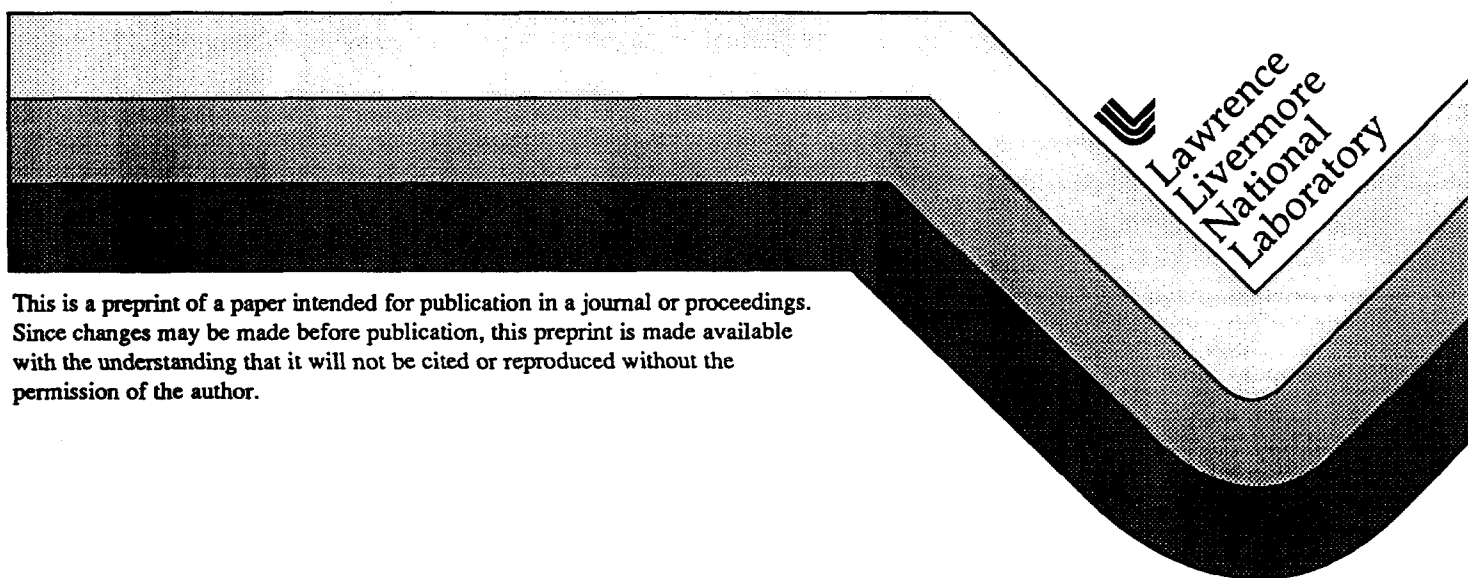 Lawrence
Livermore
National
Laboratory
This is a preprint of a paper intended for publication in a journal or proceedings.
Since changes may be made before publication, this preprint is made available
with the understanding that it will not be cited or reproduced without the
permission of the author.